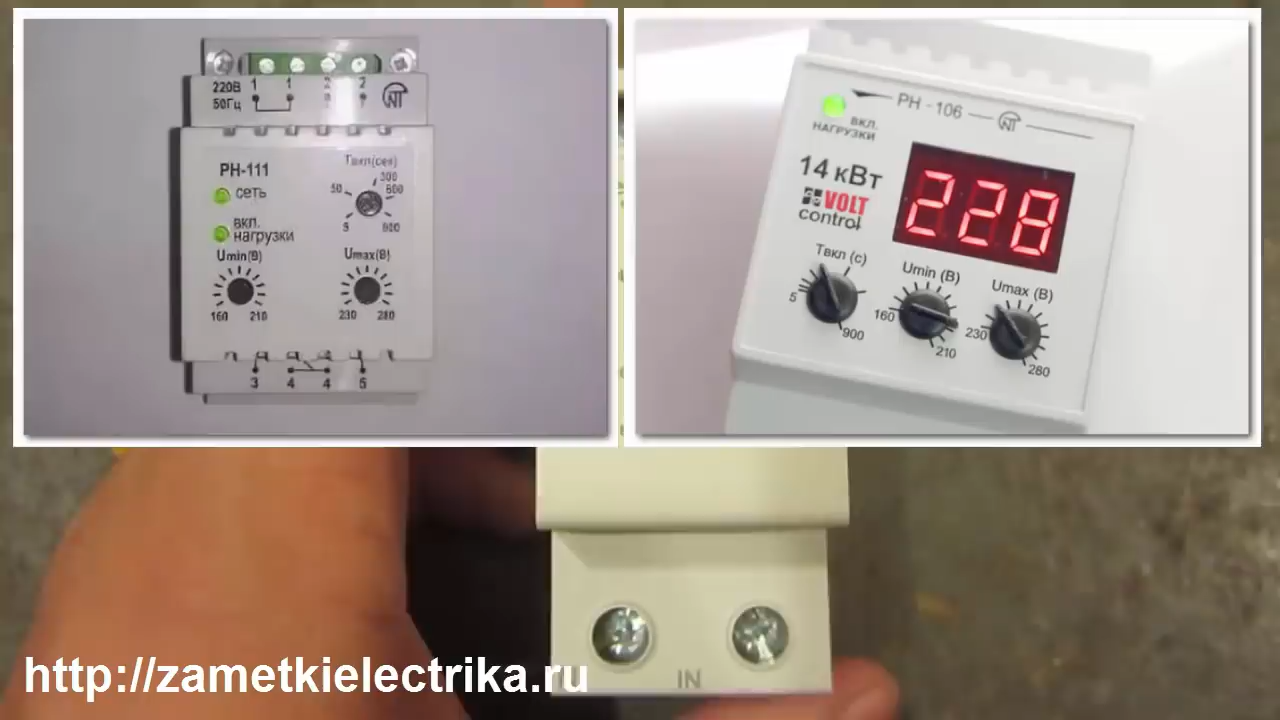 220В 1 1 2 2
50Гц
РН-111
Tвкл(сек)
сеть
300
50 600
5 900
вкл.
нагрузки
Umin(В) Umax(В)
160 210 230 280
3 4 4 5
РН - 106
ВКЛ.
НАГРУЗКИ
14 кВт
VOLT
control
228
Tвкл (с) Umin (В) Umax (В)
5 900 160 210 230 280
IN
http://zametkielectrika.ru